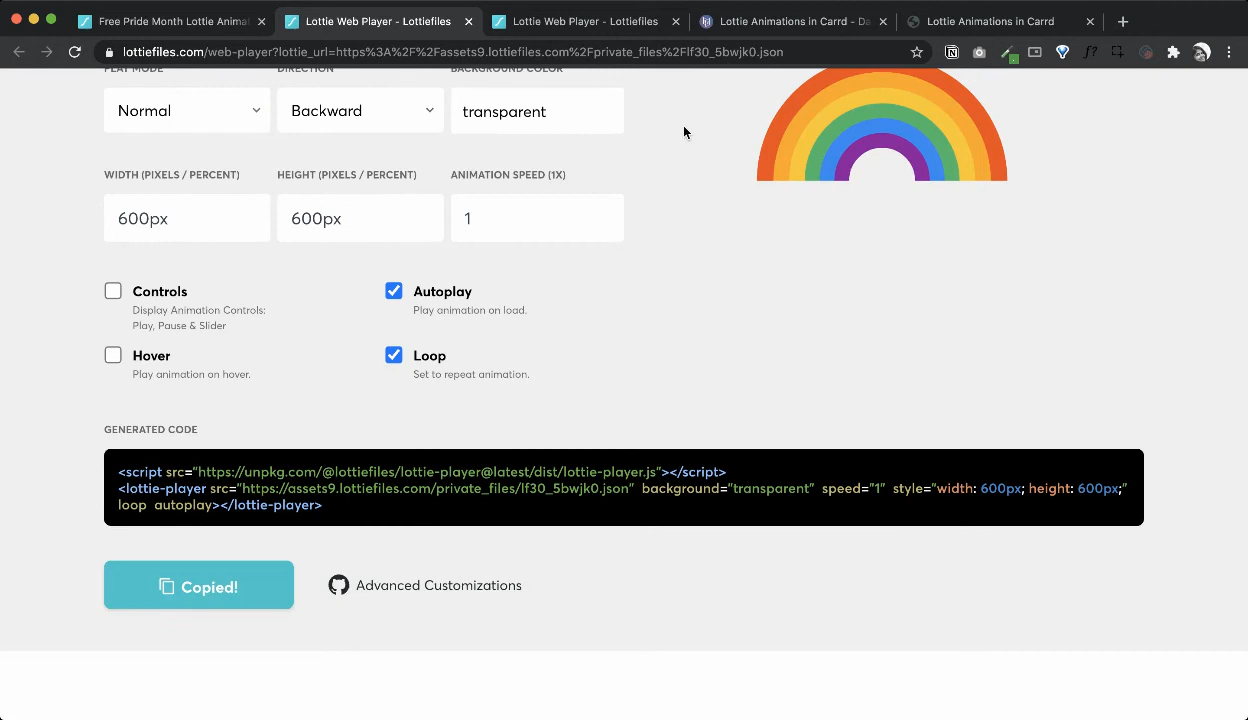 Free Pride Month Lottie Animat
Lottie Web Player - Lottiefiles
Lottie Web Player - Lottiefiles
Lottie Animations in Carrd - Da
Lottie Animations in Carrd
lottiefiles.com/web-player?lottie_url=https%3A%2F%2Fassets9.lottiefiles.com%2Fprivate_files%2Flf30_5bwjk0.json
f?
PLAY MODE DIRECTION BACKGROUND COLOR
Normal Backward transparent
WIDTH (PIXELS / PERCENT) HEIGHT (PIXELS / PERCENT) ANIMATION SPEED (1X)
600px 600px 1
Controls
Display Animation Controls:
Play, Pause & Slider
Autoplay
Play animation on load.
Hover
Play animation on hover.
Loop
Set to repeat animation.
GENERATED CODE
<script src="https://unpkg.com/@lottiefiles/lottie-player@latest/dist/lottie-player.js"></script>
<lottie-player src="https://assets9.lottiefiles.com/private_files/lf30_5bwjk0.json" background="transparent" speed="1" style="width: 600px; height: 600px;"
loop autoplay></lottie-player>
Copied!
Advanced Customizations